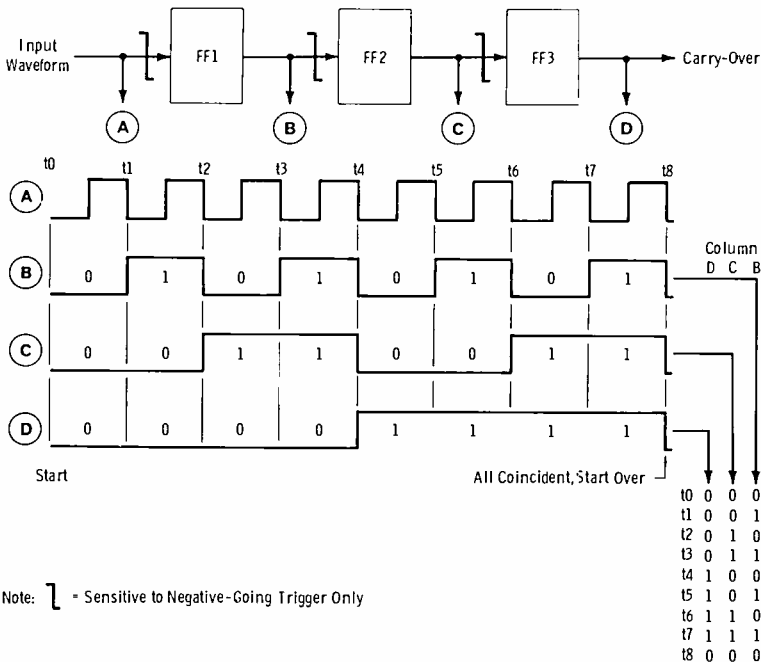 Input
Waveform
FF1
FF2
FF3
Carry-Over
A
B
C
D
t0 t1 t2 t3 t4 t5 t6 t7 t8
A
B
0 1 0 1 0 1 0 1
Column
D C B
C
0 0 1 1 0 0 1 1
D
0 0 0 0 1 1 1 1
Start
All Coincident, Start Over
t0 0 0 0
t1 0 0 1
t2 0 1 0
t3 0 1 1
t4 1 0 0
t5 1 0 1
t6 1 1 0
t7 1 1 1
t8 0 0 0
Note: = Sensitive to Negative-Going Trigger Only